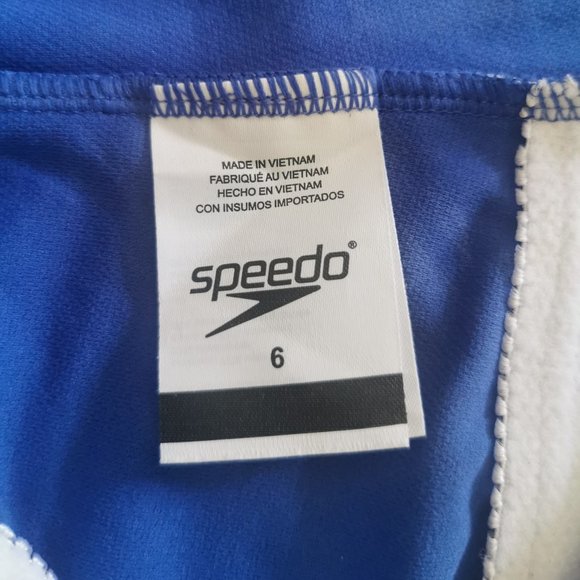 MADE IN VIETNAM
FABRIQUÉ AU VIETNAM
HECHO EN VIETNAM
CON INSUMOS IMPORTADOS
speedo®
6